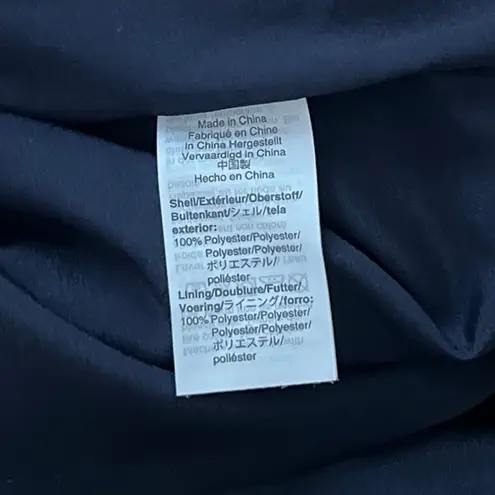 Made in China
Fabriqué en Chine
In China Hergestellt
Vervaardigd in China
中国製
Hecho en China
Shell/Extérieur/Oberstoff/
Buitenkant/シェル/tela
exterior:
100% Polyester/Polyester/
Polyester/Polyester/
ポリエステル/
poliéster
Lining/Doublure/Futter/
Voering/ライニング/forro:
100% Polyester/Polyester/
Polyester/Polyester/
ポリエステル/
poliéster